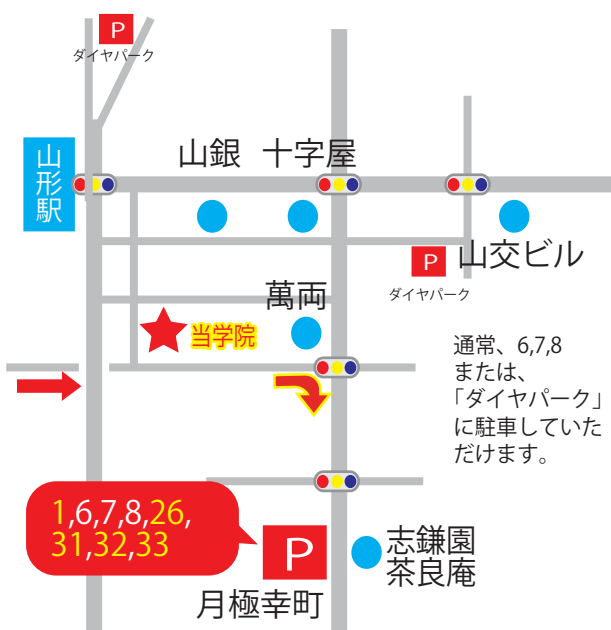 P
ダイヤパーク
山形駅
山銀
十字屋
山交ビル
P
ダイヤパーク
萬両
当学院
通常、6,7,8
または、
「ダイヤパーク」
に駐車していた
だけます。
1,6,7,8,26,
31,32,33
P
月極幸町
志鎌園
茶良庵